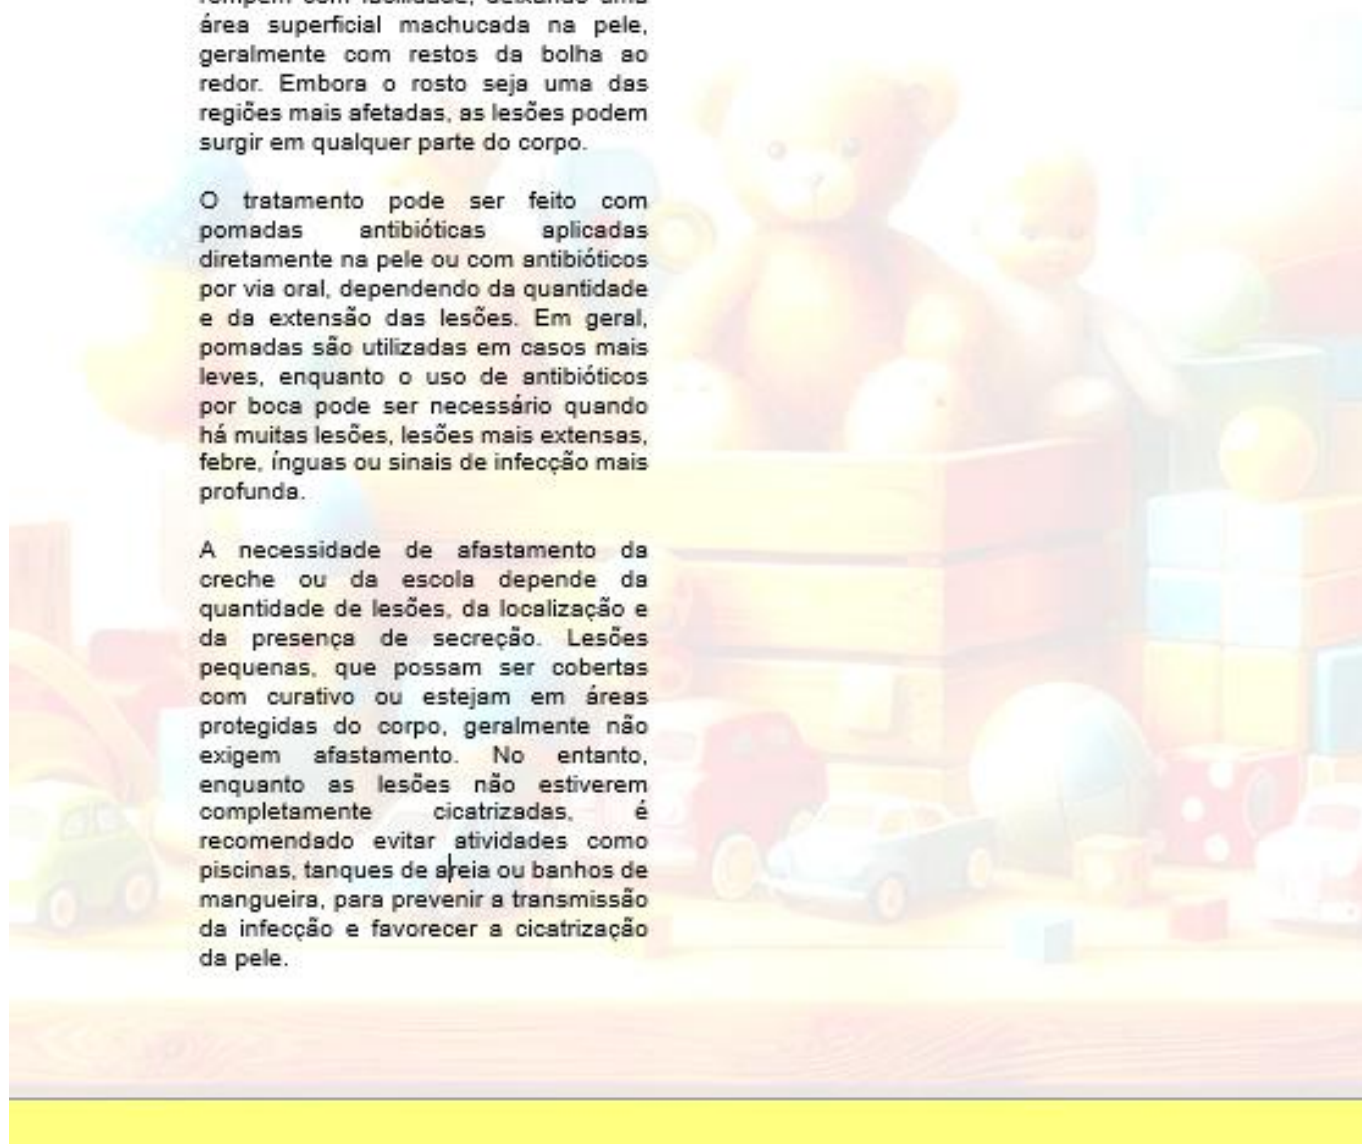 rompem com facilidade, deixando uma
área superficial machucada na pele,
geralmente com restos da bolha ao
redor. Embora o rosto seja uma das
regiões mais afetadas, as lesões podem
surgir em qualquer parte do corpo.
O tratamento pode ser feito com
pomadas antibióticas aplicadas
diretamente na pele ou com antibióticos
por via oral, dependendo da quantidade
e da extensão das lesões. Em geral,
pomadas são utilizadas em casos mais
leves, enquanto o uso de antibióticos
por boca pode ser necessário quando
há muitas lesões, lesões mais extensas,
febre, ínguas ou sinais de infecção mais
profunda.
A necessidade de afastamento da
creche ou da escola depende da
quantidade de lesões, da localização e
da presença de secreção. Lesões
pequenas, que possam ser cobertas
com curativo ou estejam em áreas
protegidas do corpo, geralmente não
exigem afastamento. No entanto,
enquanto as lesões não estiverem
completamente cicatrizadas, é
recomendado evitar atividades como
piscinas, tanques de areia ou banhos de
mangueira, para prevenir a transmissão
da infecção e favorecer a cicatrização
da pele.